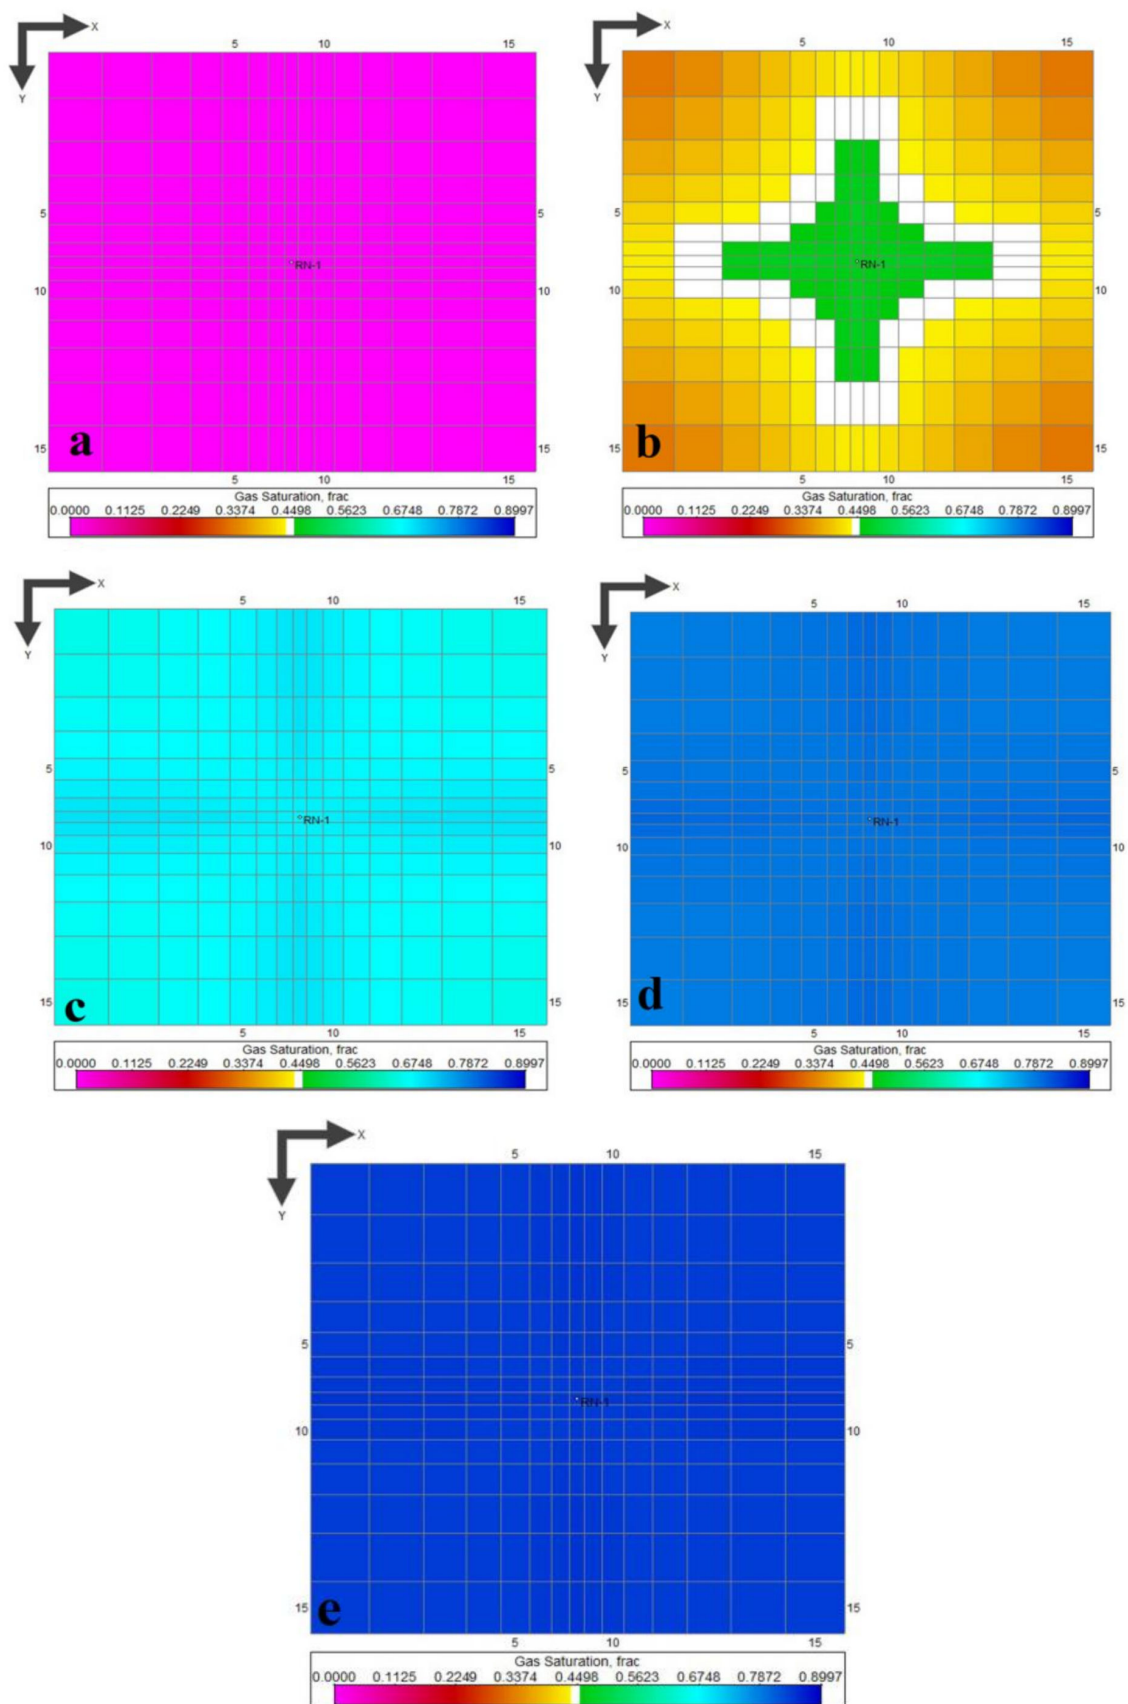 X
5 10 15
Y
5 5
RN-1
10 10
15 a 15
5 10 15
Gas Saturation, frac
0.0000 0.1125 0.2249 0.3374 0.4498 0.5623 0.6748 0.7872 0.8997
X
5 10 15
Y
5 5
RN-1
10 10
15 b 15
5 10 15
Gas Saturation, frac
0.0000 0.1125 0.2249 0.3374 0.4498 0.5623 0.6748 0.7872 0.8997
X
5 10 15
Y
5 5
RN-1
10 10
15 c 15
5 10 15
Gas Saturation, frac
0.0000 0.1125 0.2249 0.3374 0.4498 0.5623 0.6748 0.7872 0.8997
X
5 10 15
Y
5 5
RN-1
10 10
15 d 15
5 10 15
Gas Saturation, frac
0.0000 0.1125 0.2249 0.3374 0.4498 0.5623 0.6748 0.7872 0.8997
X
5 10 15
Y
5 5
RN-1
10 10
15 e 15
5 10 15
Gas Saturation, frac
0.0000 0.1125 0.2249 0.3374 0.4498 0.5623 0.6748 0.7872 0.8997